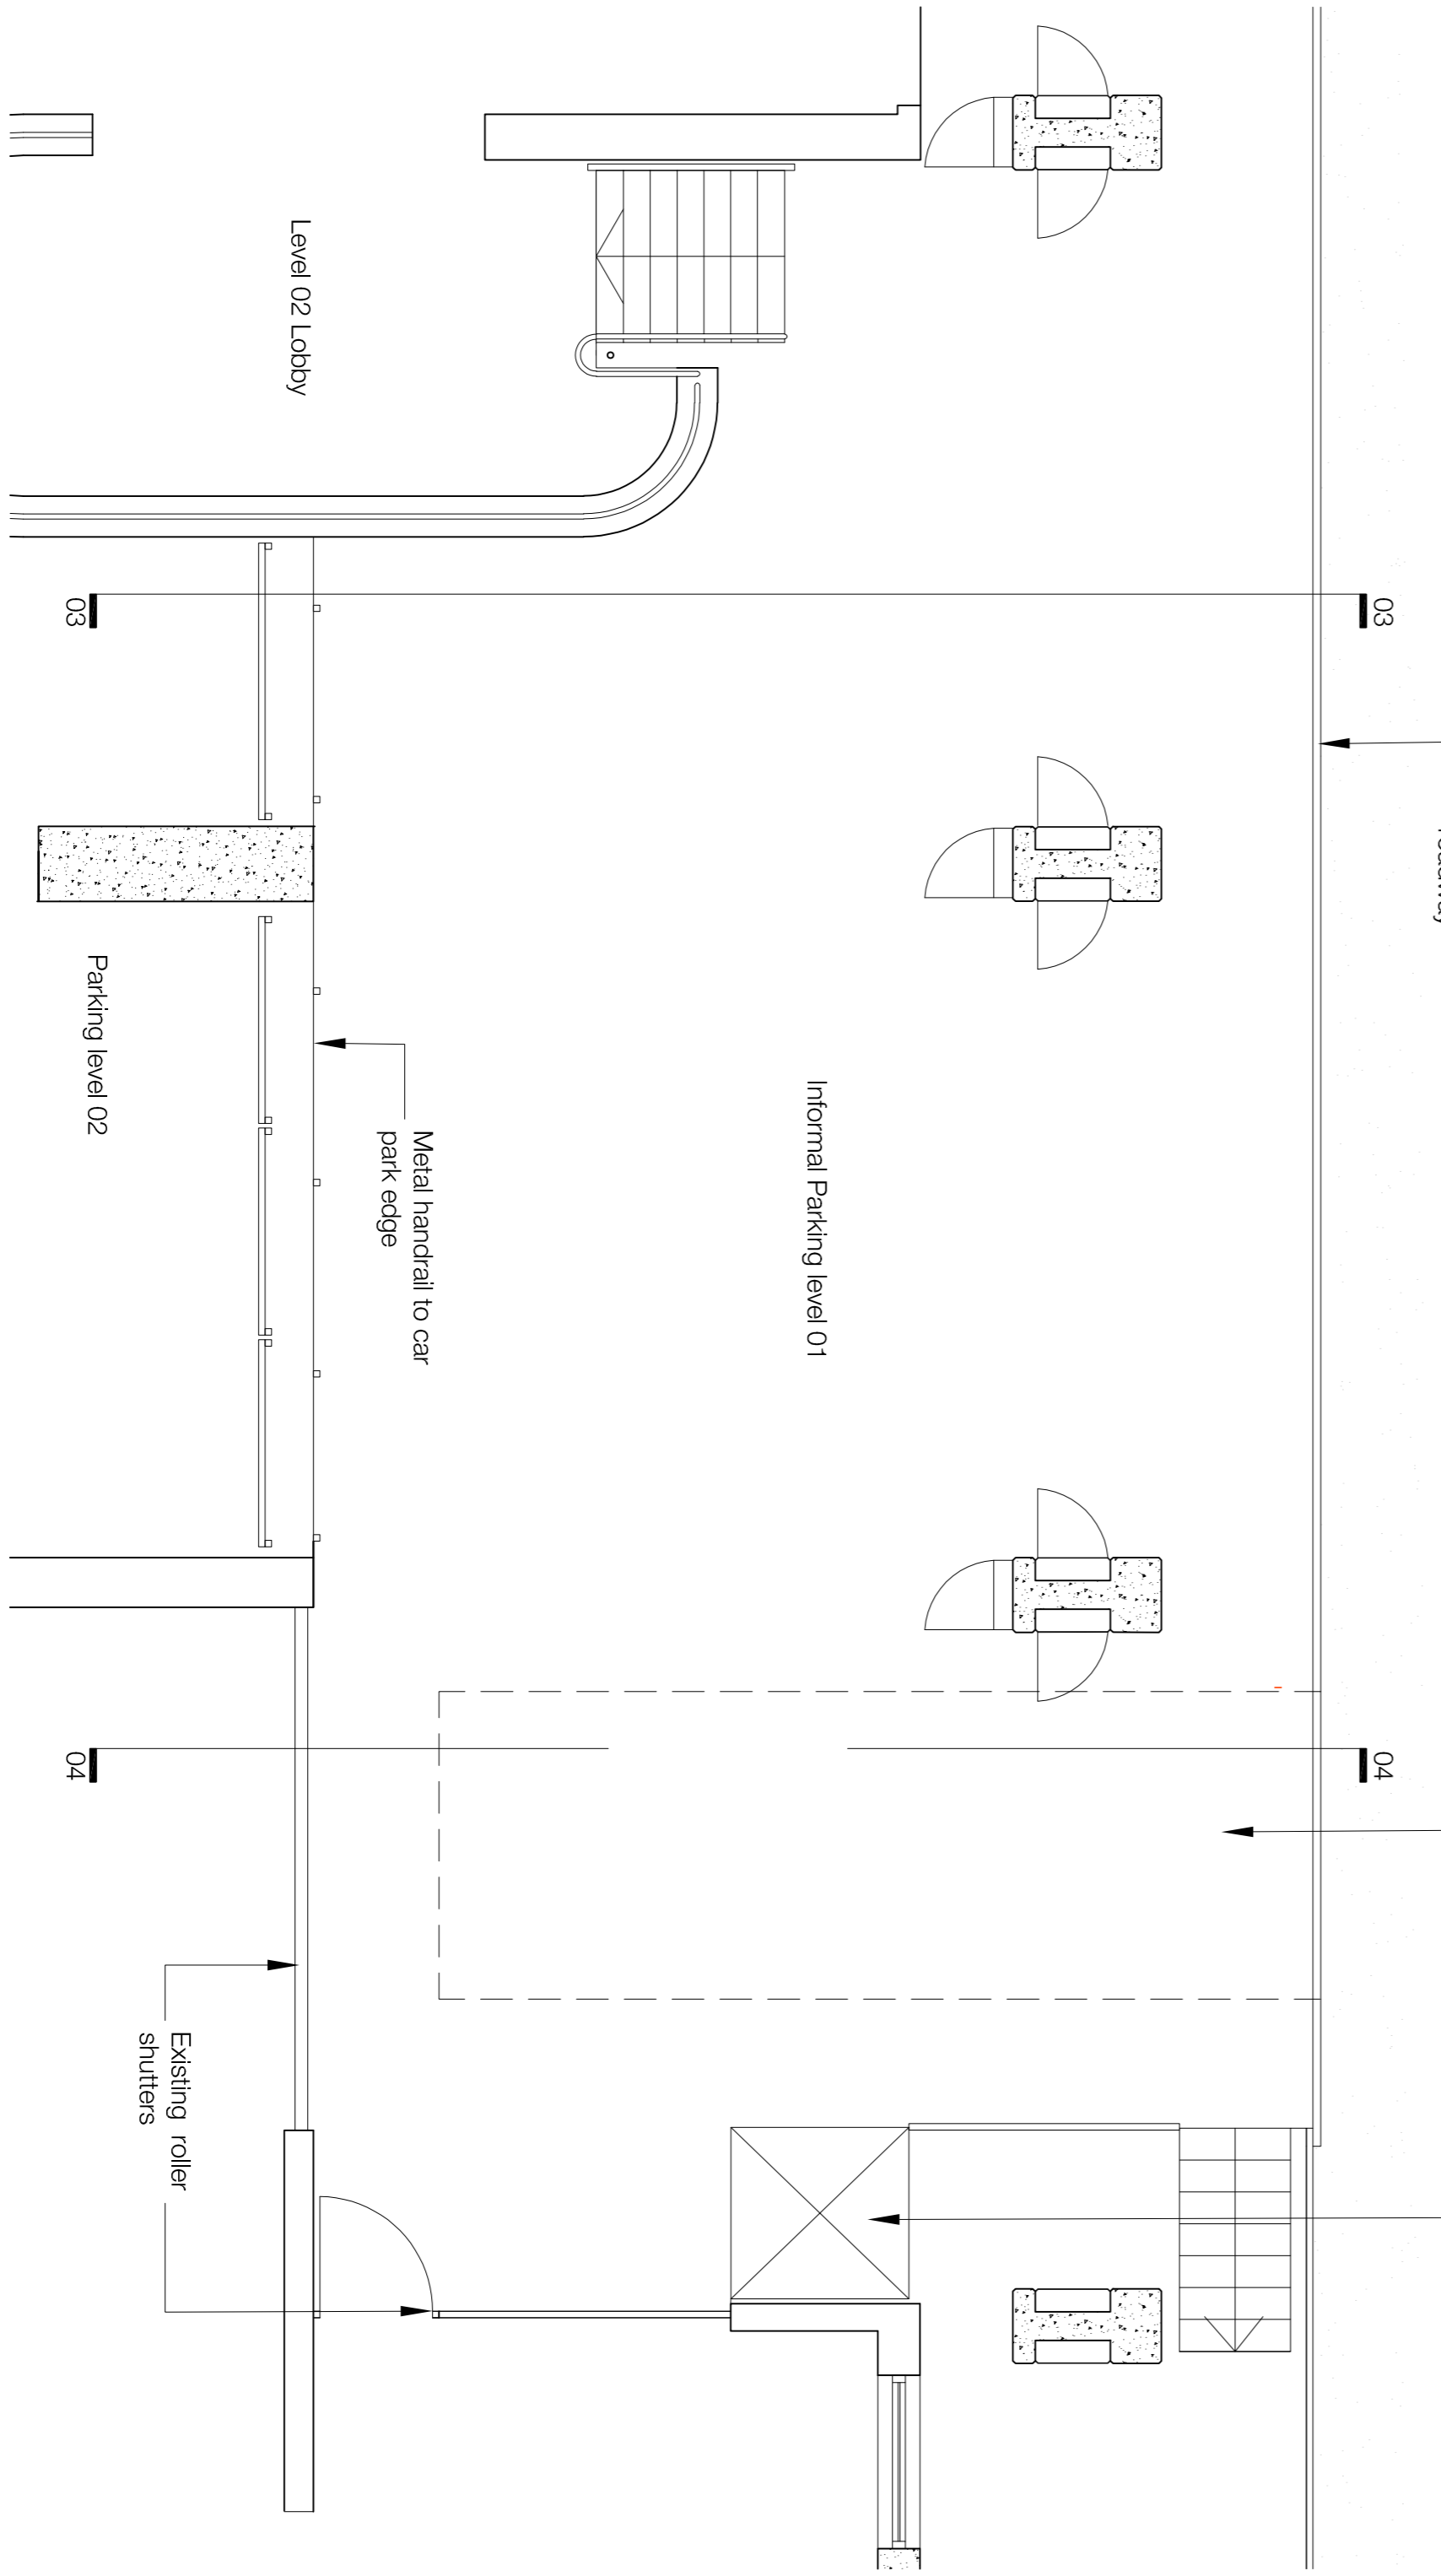 03
04
Informal Parking level 01
Metal handrail to car
park edge
Level 02 Lobby
Existing roller
shutters
Parking level 02
03
04